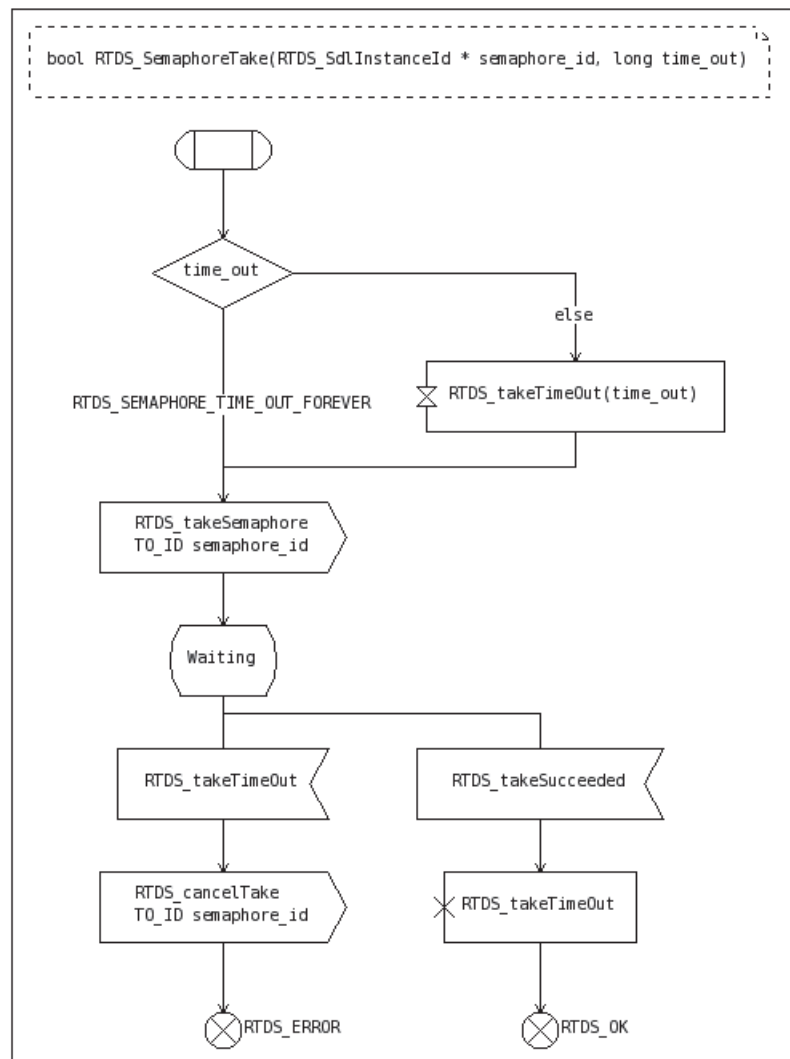 bool RTDS_SemaphoreTake(RTDS_SdlInstanceId * semaphore_id, long time_out)
time_out
else
RTDS_takeTimeOut(time_out)
RTDS_SEMAPHORE_TIME_OUT_FOREVER
RTDS_takeSemaphore
TO_ID semaphore_id
Waiting
RTDS_takeTimeOut
RTDS_takeSucceeded
RTDS_cancelTake
TO_ID semaphore_id
RTDS_takeTimeOut
RTDS_ERROR
RTDS_OK